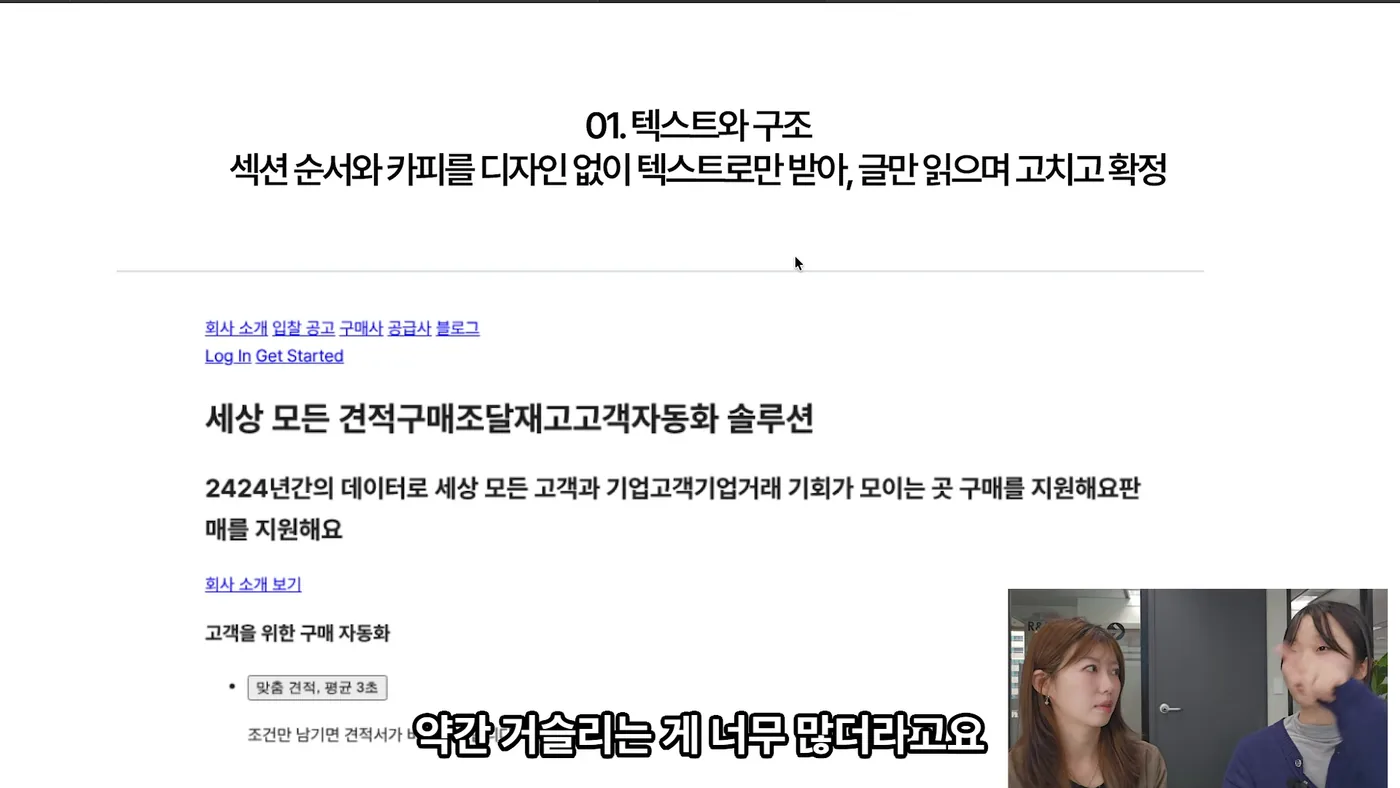 01. 텍스트와 구조
섹션 순서와 카피를 디자인 없이 텍스트로만 받아, 글만 읽으며 고치고 확정
회사 소개 입찰 공고 구매사 공급사 블로그
Log In Get Started
세상 모든 견적구매조달재고고객자동화 솔루션
2424년간의 데이터로 세상 모든 고객과 기업고객기업거래 기회가 모이는 곳 구매를 지원해요판
매를 지원해요
회사 소개 보기
고객을 위한 구매 자동화
맞춤 견적, 평균 3초
조건만 남기면 견적서가
약간 거슬리는 게 너무 많더라고요